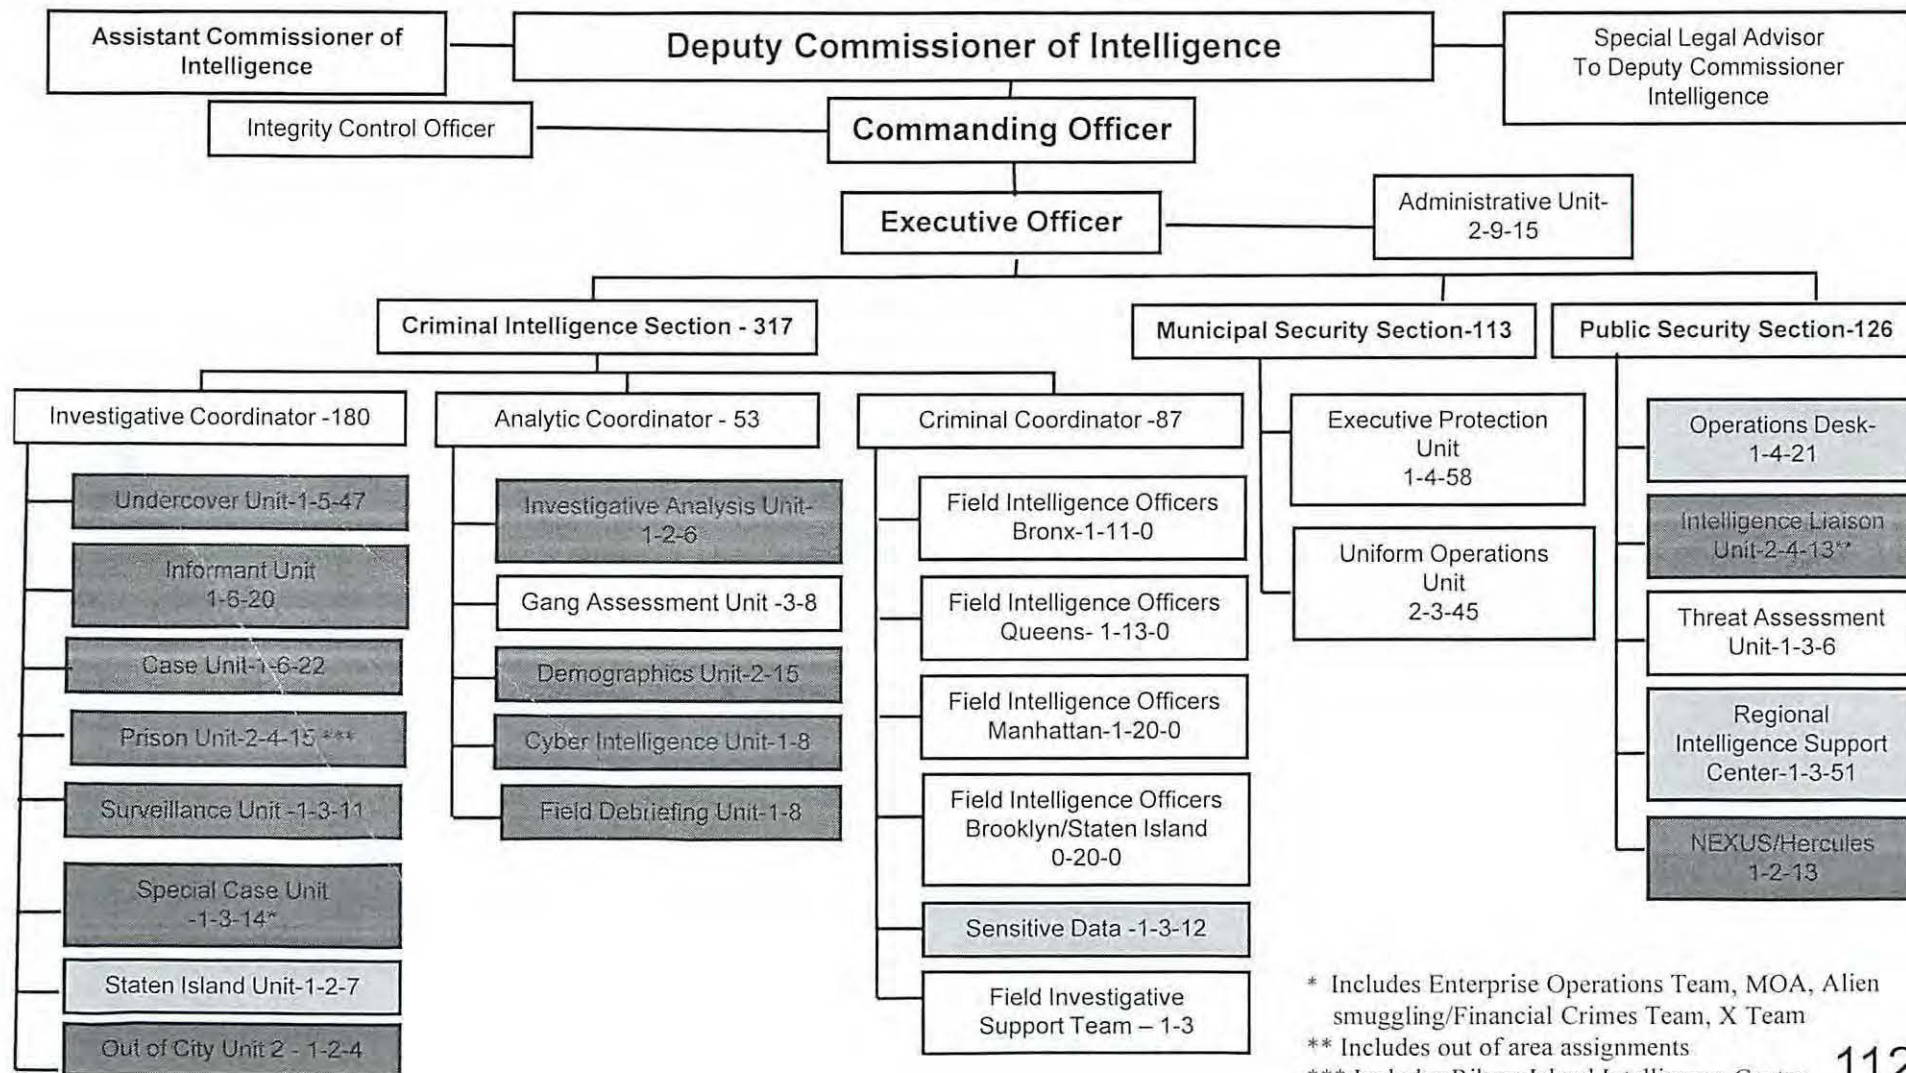 Assistant Commissioner of
Intelligence
Deputy Commissioner of Intelligence
Special Legal Advisor
To Deputy Commissioner
Intelligence
Integrity Control Officer
Commanding Officer
Executive Officer
Administrative Unit-
2-9-15
Criminal Intelligence Section - 317
Municipal Security Section-113
Public Security Section-126
Investigative Coordinator -180
Undercover Unit-1-5-47
Informant Unit
1-6-20
Case Unit-1-6-22
Prison Unit-2-4-15 ***
Surveillance Unit -1-3-11
Special Case Unit
-1-3-14*
Staten Island Unit-1-2-7
Out of City Unit 2 - 1-2-4
Analytic Coordinator - 53
Investigative Analysis Unit-
1-2-6
Gang Assessment Unit -3-8
Demographics Unit-2-15
Cyber Intelligence Unit-1-8
Field Debriefing Unit-1-8
Criminal Coordinator -87
Field Intelligence Officers
Bronx-1-11-0
Field Intelligence Officers
Queens- 1-13-0
Field Intelligence Officers
Manhattan-1-20-0
Field Intelligence Officers
Brooklyn/Staten Island
0-20-0
Sensitive Data -1-3-12
Field Investigative
Support Team – 1-3
Executive Protection
Unit
1-4-58
Uniform Operations
Unit
2-3-45
Operations Desk-
1-4-21
Intelligence Liaison
Unit-2-4-13**
Threat Assessment
Unit-1-3-6
Regional
Intelligence Support
Center-1-3-51
NEXUS/Hercules
1-2-13
* Includes Enterprise Operations Team, MOA, Alien
smuggling/Financial Crimes Team, X Team
** Includes out of area assignments
112